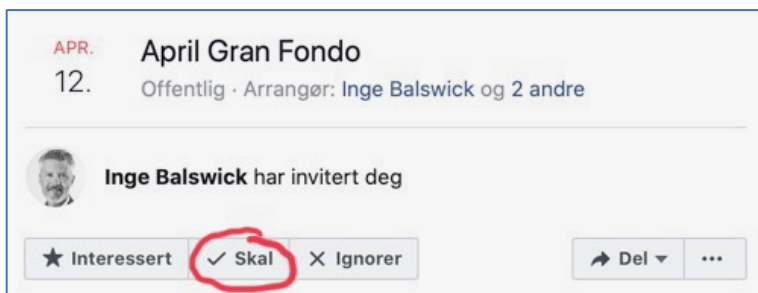 APR.
12.
April Gran Fondo
Offentlig · Arrangør: Inge Balswick og 2 andre
Inge Balswick har invitert deg
Interessert Skal Ignorer Del ...